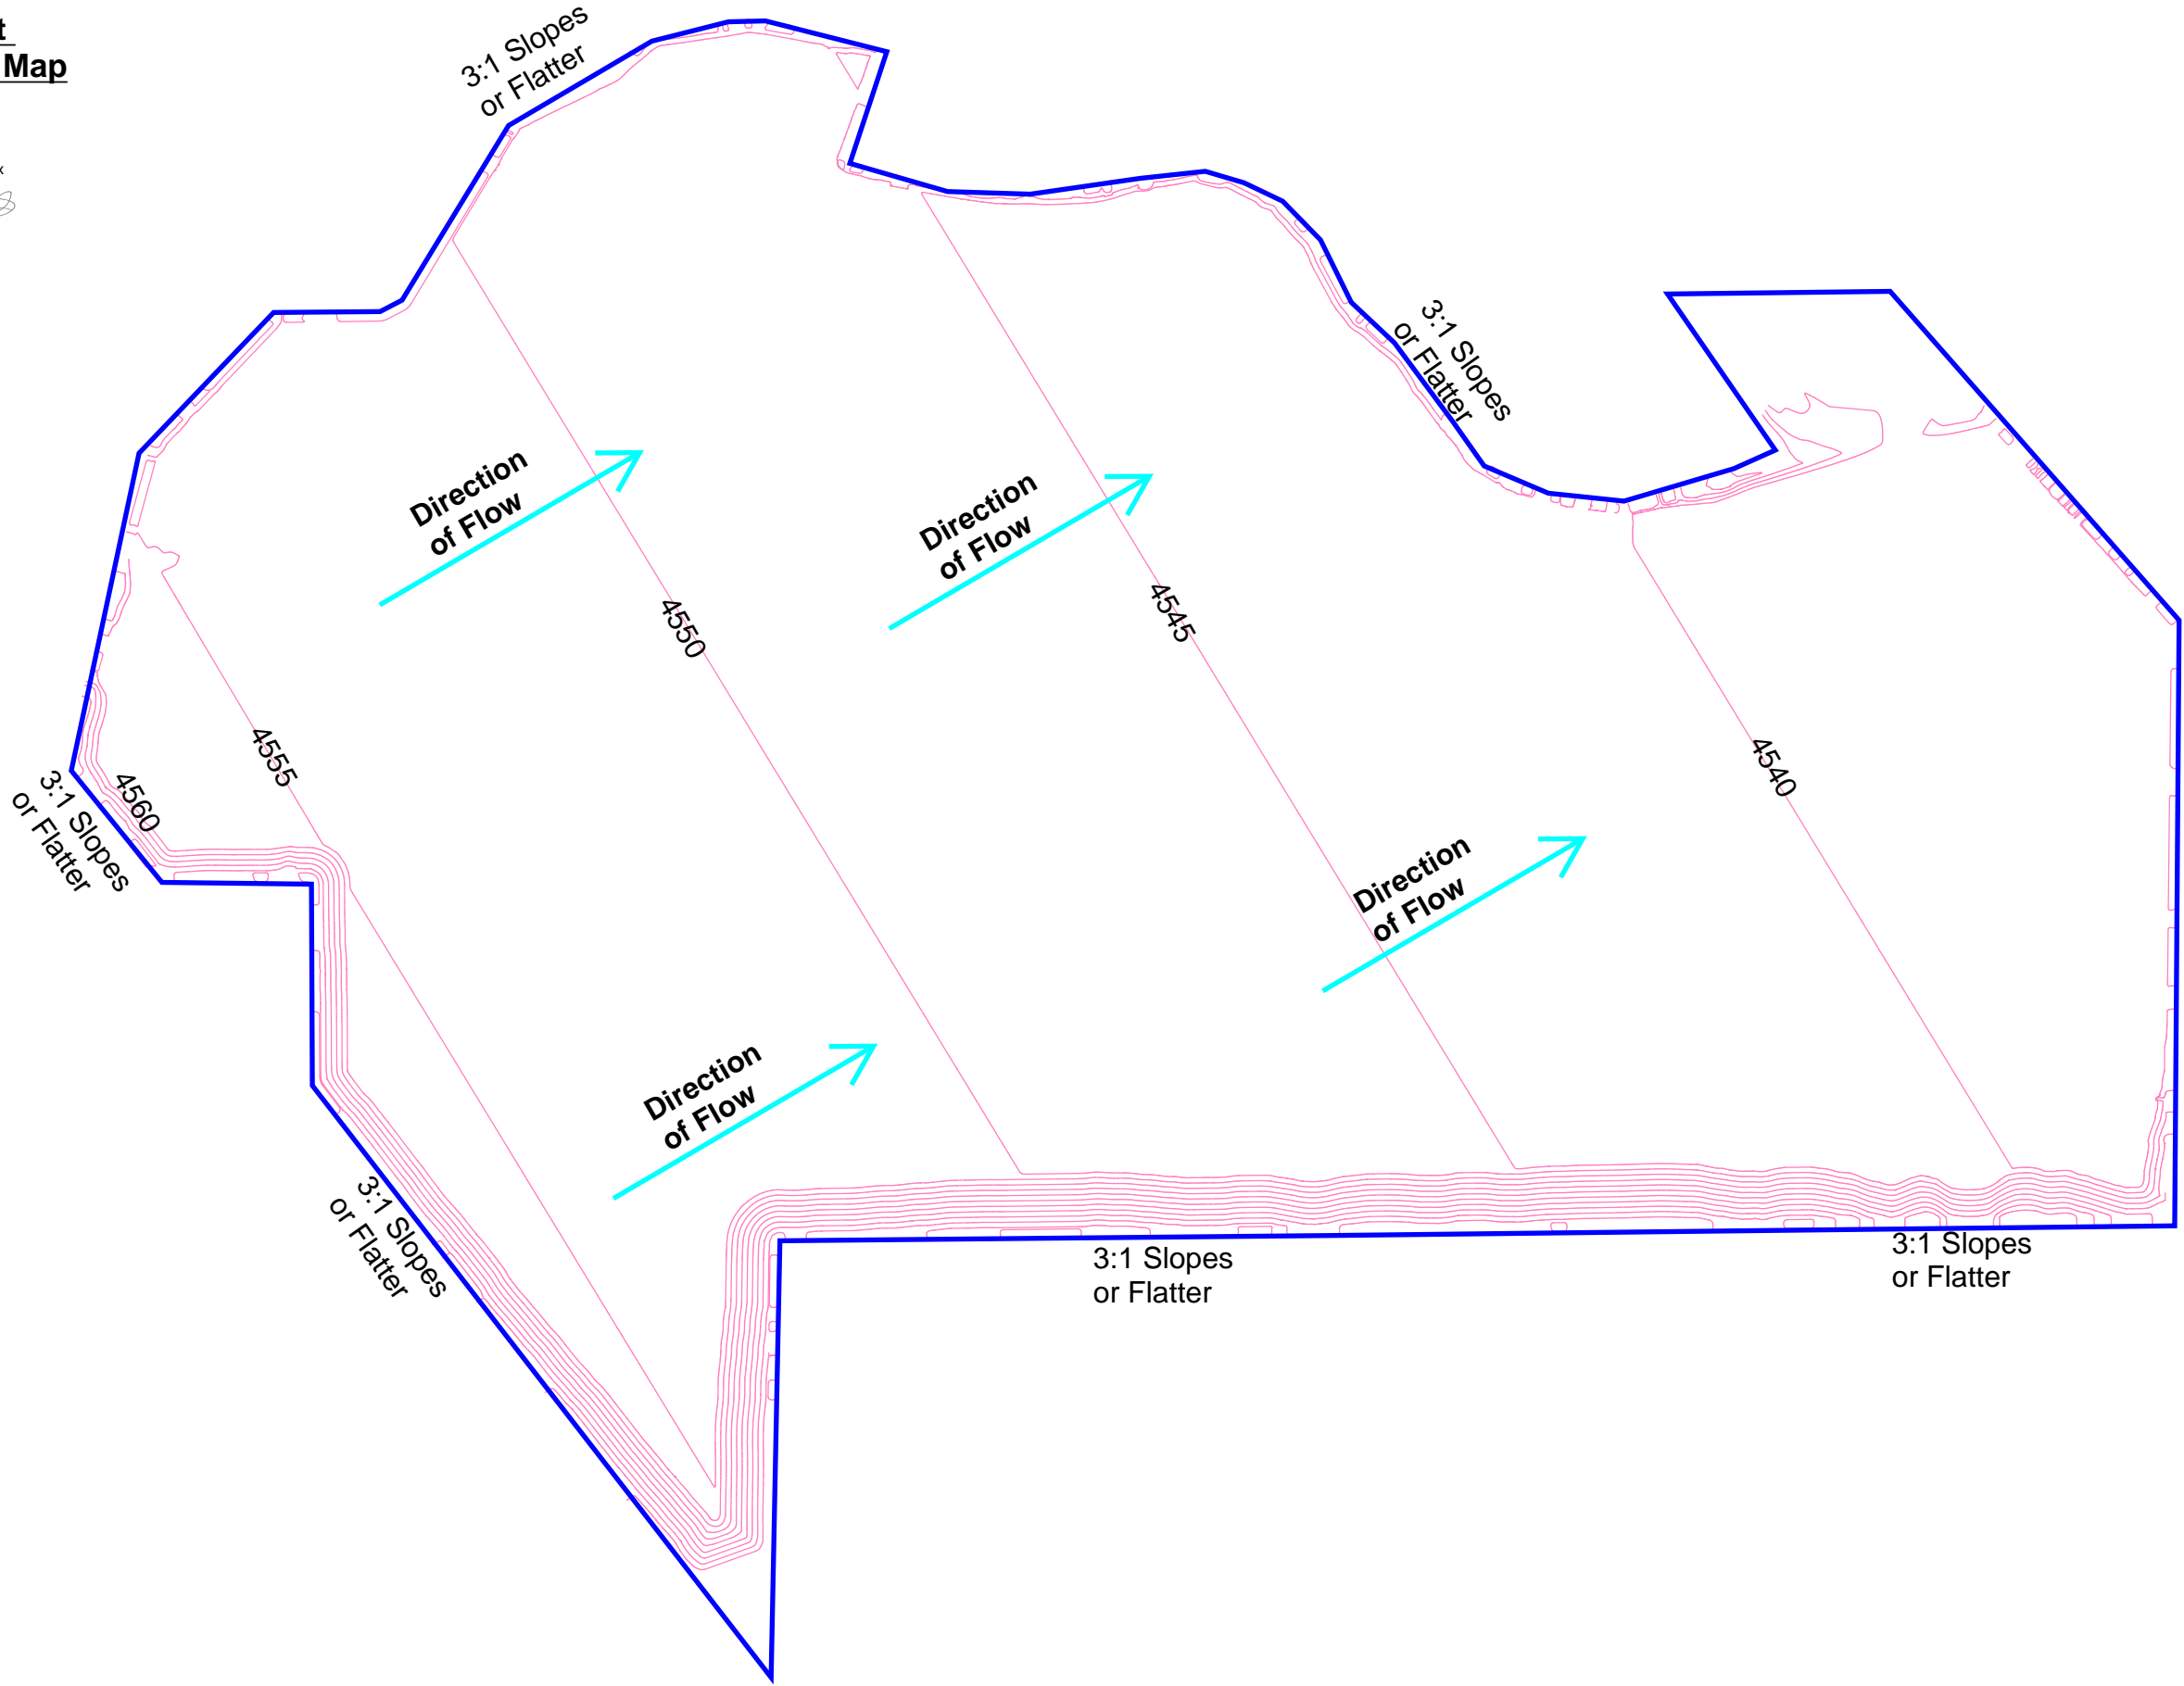 Map
3:1 Slopes
or Flatter
3:1 Slopes
or Flatter
Direction
of Flow
Direction
of Flow
4550
4545
4555
4540
4560
3:1 Slopes
or Flatter
Direction
of Flow
Direction
of Flow
3:1 Slopes
or Flatter
3:1 Slopes
or Flatter
3:1 Slopes
or Flatter